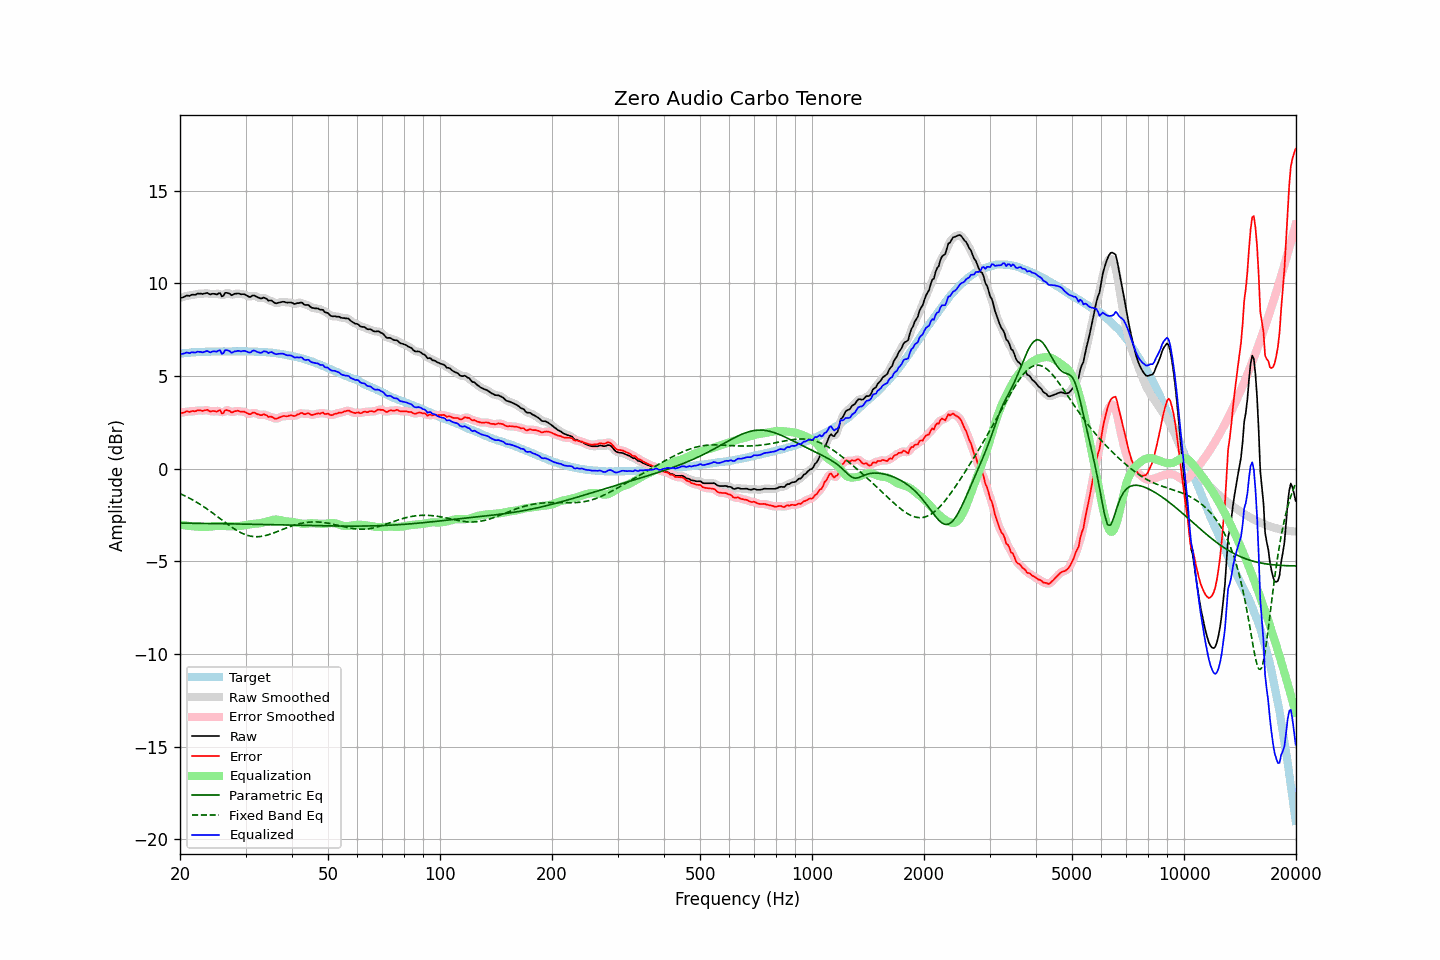 Zero Audio Carbo Tenore
Amplitude (dBr)
15
10
5
0
−5
−10
−15
−20
Target
Raw Smoothed
Error Smoothed
Raw
Error
Equalization
Parametric Eq
Fixed Band Eq
Equalized
20 50 100 200 500 1000 2000 5000 10000 20000
Frequency (Hz)